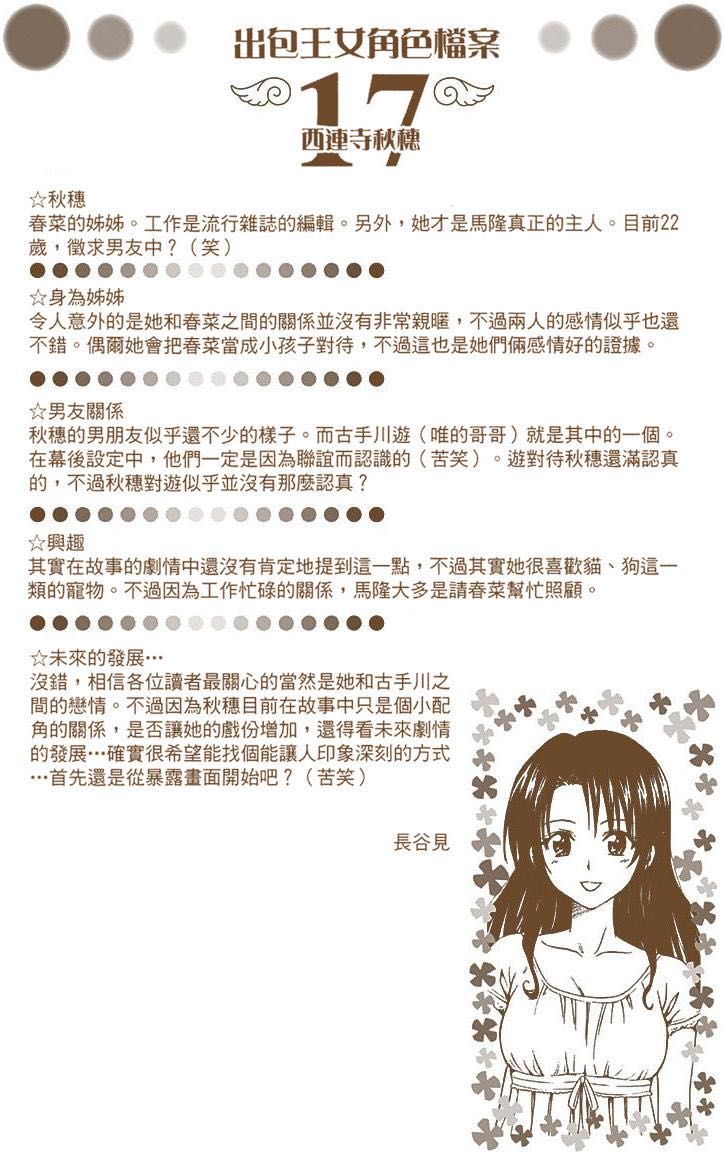 出包王女角色檔案
17
西連寺秋穗
☆秋穗
春菜的姊姊。工作是流行雜誌的編輯。另外，她才是馬隆真正的主人。目前22
歲，徵求男友中？（笑）
☆身為姊姊
令人意外的是她和春菜之間的關係並沒有非常親暱，不過兩人的感情似乎也還
不錯。偶爾她會把春菜當成小孩子對待，不過這也是她們倆感情好的證據。
☆男友關係
秋穗的男朋友似乎還不少的樣子。而古手川遊（唯的哥哥）就是其中的一個。
在幕後設定中，他們一定是因為聯誼而認識的（苦笑）。遊對待秋穗還滿認真
的，不過秋穗對遊似乎並沒有那麼認真？
☆興趣
其實在故事的劇情中還沒有肯定地提到這一點，不過其實她很喜歡貓、狗這一
類的寵物。不過因為工作忙碌的關係，馬隆大多是請春菜幫忙照顧。
☆未來的發展…
沒錯，相信各位讀者最關心的當然是她和古手川之
間的戀情。不過因為秋穗目前在故事中只是個小配
角的關係，是否讓她的戲份增加，還得看未來劇情
的發展…確實很希望能找個能讓人印象深刻的方式
…首先還是從暴露畫面開始吧？（苦笑）
長谷見